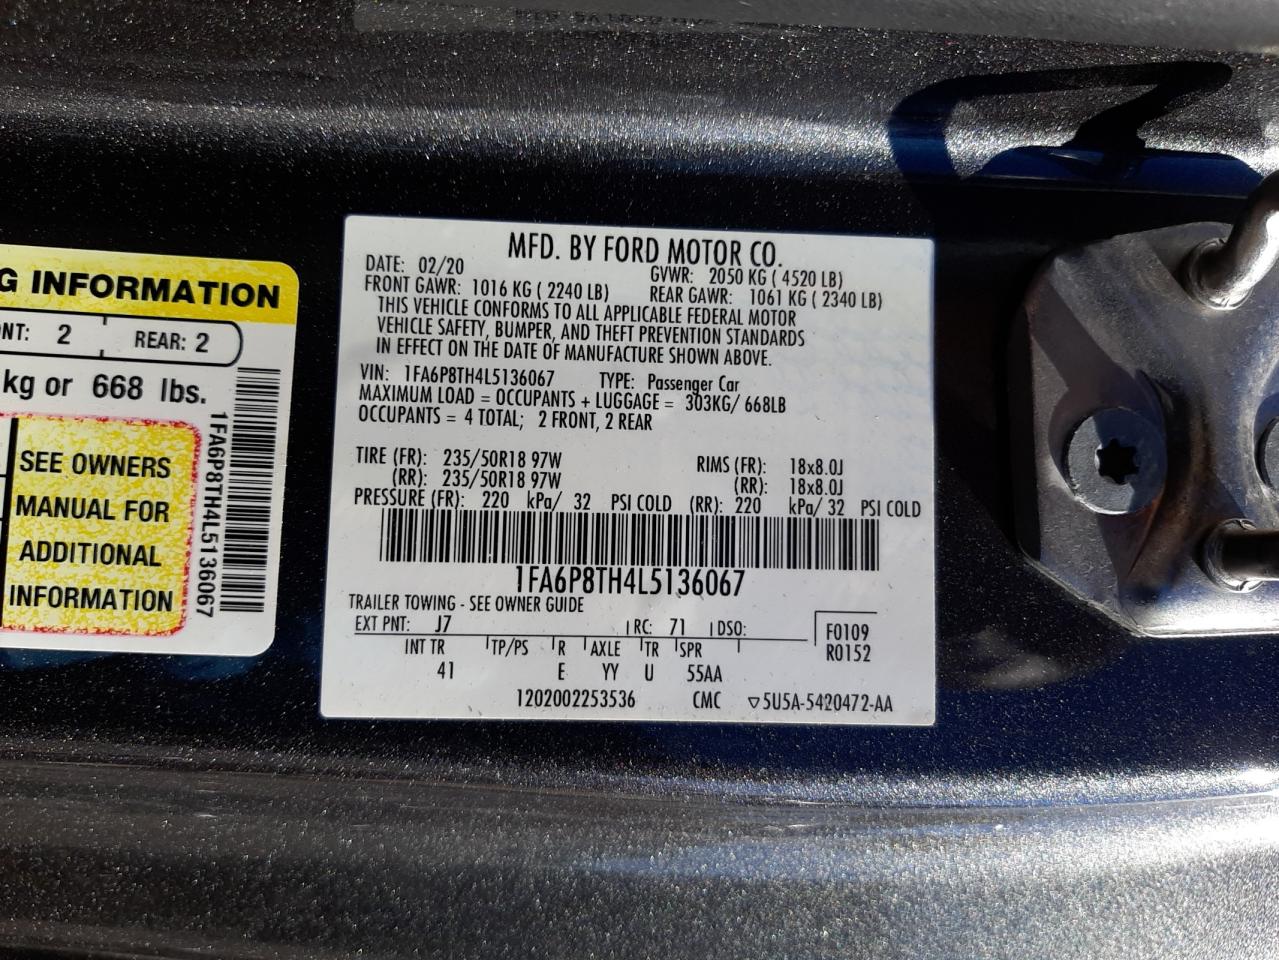 MFD. BY FORD MOTOR CO.
DATE: 02/20 GVWR: 2050 KG ( 4520 LB)
FRONT GAWR: 1016 KG ( 2240 LB) REAR GAWR: 1061 KG ( 2340 LB)
THIS VEHICLE CONFORMS TO ALL APPLICABLE FEDERAL MOTOR
VEHICLE SAFETY, BUMPER, AND THEFT PREVENTION STANDARDS
IN EFFECT ON THE DATE OF MANUFACTURE SHOWN ABOVE.
VIN: 1FA6P8TH4L5136067 TYPE: Passenger Car
MAXIMUM LOAD = OCCUPANTS + LUGGAGE = 303KG/ 668LB
OCCUPANTS = 4 TOTAL; 2 FRONT, 2 REAR
TIRE (FR): 235/50R18 97W RIMS (FR): 18x8.0J
(RR): 235/50R18 97W (RR): 18x8.0J
PRESSURE (FR): 220 kPa/ 32 PSI COLD (RR): 220 kPa/ 32 PSI COLD
1FA6P8TH4L5136067
TRAILER TOWING - SEE OWNER GUIDE
EXT PNT: J7 RC: 71 DSO: F0109
INT TR TP/PS R AXLE TR SPR R0152
41 E YY U 55AA
1202002253536 CMC ▽5U5A-5420472-AA
G INFORMATION
NT: 2 REAR: 2
kg or 668 lbs.
SEE OWNERS
MANUAL FOR
ADDITIONAL
INFORMATION
1FA6P8TH4L5136067